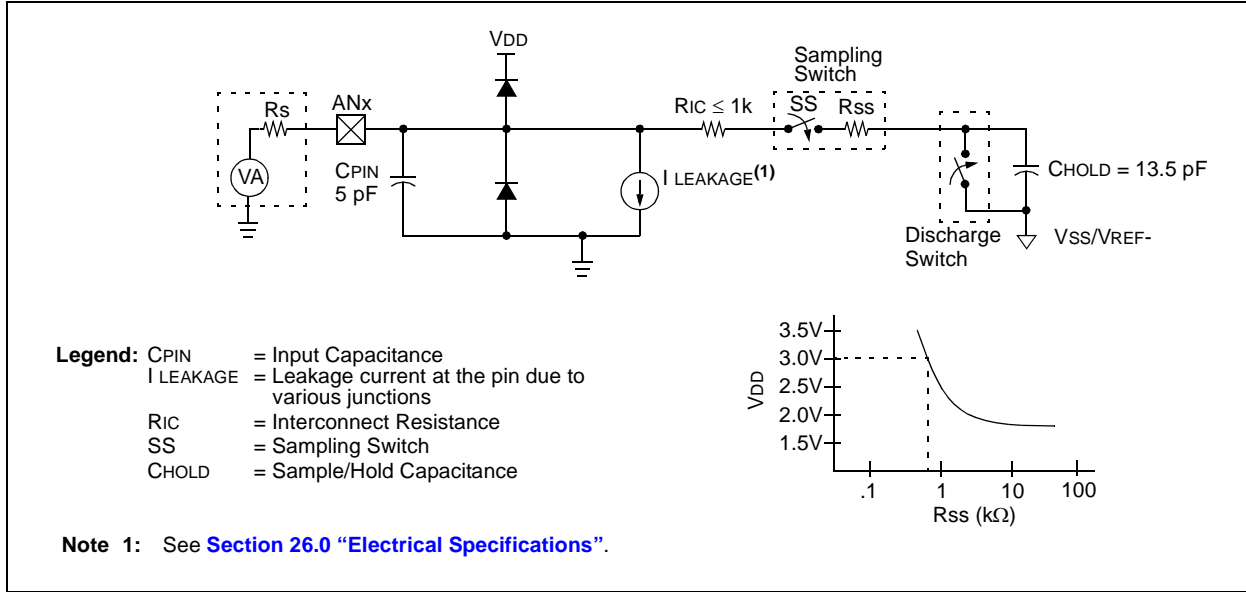 VDD
Sampling
Switch
Rs
ANx
RIC ≤ 1k
SS
RSS
VA
CPIN
5 pF
I LEAKAGE(1)
CHOLD = 13.5 pF
Discharge
Switch
VSS/VREF-
Legend: CPIN = Input Capacitance
I LEAKAGE = Leakage current at the pin due to
various junctions
RIC = Interconnect Resistance
SS = Sampling Switch
CHOLD = Sample/Hold Capacitance
VDD
3.5V
3.0V
2.5V
2.0V
1.5V
.1 1 10 100
Rss (kΩ)
Note 1: See Section 26.0 “Electrical Specifications”.